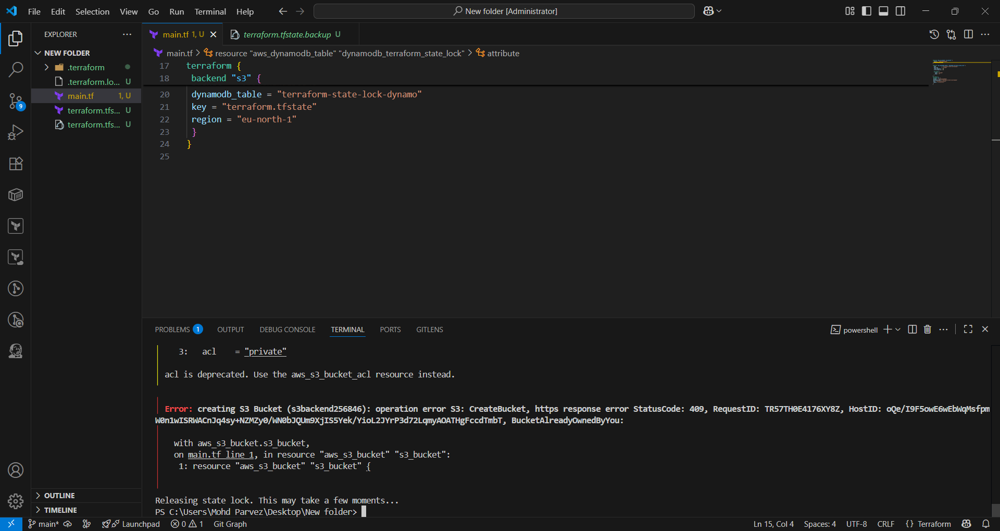 File Edit Selection View Go Run Terminal Help
New folder [Administrator]
EXPLORER
NEW FOLDER
.terraform
.terraform.lo... U
main.tf 1, U
terraform.tfs... U
terraform.tfs... U
OUTLINE
TIMELINE
9
main.tf 1, U
terraform.tfstate.backup U
main.tf > resource "aws_dynamodb_table" "dynamodb_terraform_state_lock" > attribute
17 terraform {
18 backend "s3" {
20 dynamodb_table = "terraform-state-lock-dynamo"
21 key = "terraform.tfstate"
22 region = "eu-north-1"
23 }
24 }
25
PROBLEMS 1 OUTPUT DEBUG CONSOLE TERMINAL PORTS GITLENS
powershell
3: acl = "private"
acl is deprecated. Use the aws_s3_bucket_acl resource instead.
Error: creating S3 Bucket (s3backend256846): operation error S3: CreateBucket, https response error StatusCode: 409, RequestID: TR57TH0E4176XY8Z, HostID: oQe/I9F5owE6wEbWqMsfpm
W0n1wISRWACnJq4sy+NZMZy0/WN0bJQUm9XjIS5Yek/YioL2JYrP3d72LqmyAOATHgFccdTmbT, BucketAlreadyOwnedByYou:
with aws_s3_bucket.s3_bucket,
on main.tf line 1, in resource "aws_s3_bucket" "s3_bucket":
1: resource "aws_s3_bucket" "s3_bucket" {
Releasing state lock. This may take a few moments...
PS C:\Users\Mohd Parvez\Desktop\New folder>
main* Launchpad 0 1 Git Graph
Ln 15, Col 4 Spaces: 4 UTF-8 CRLF {} Terraform